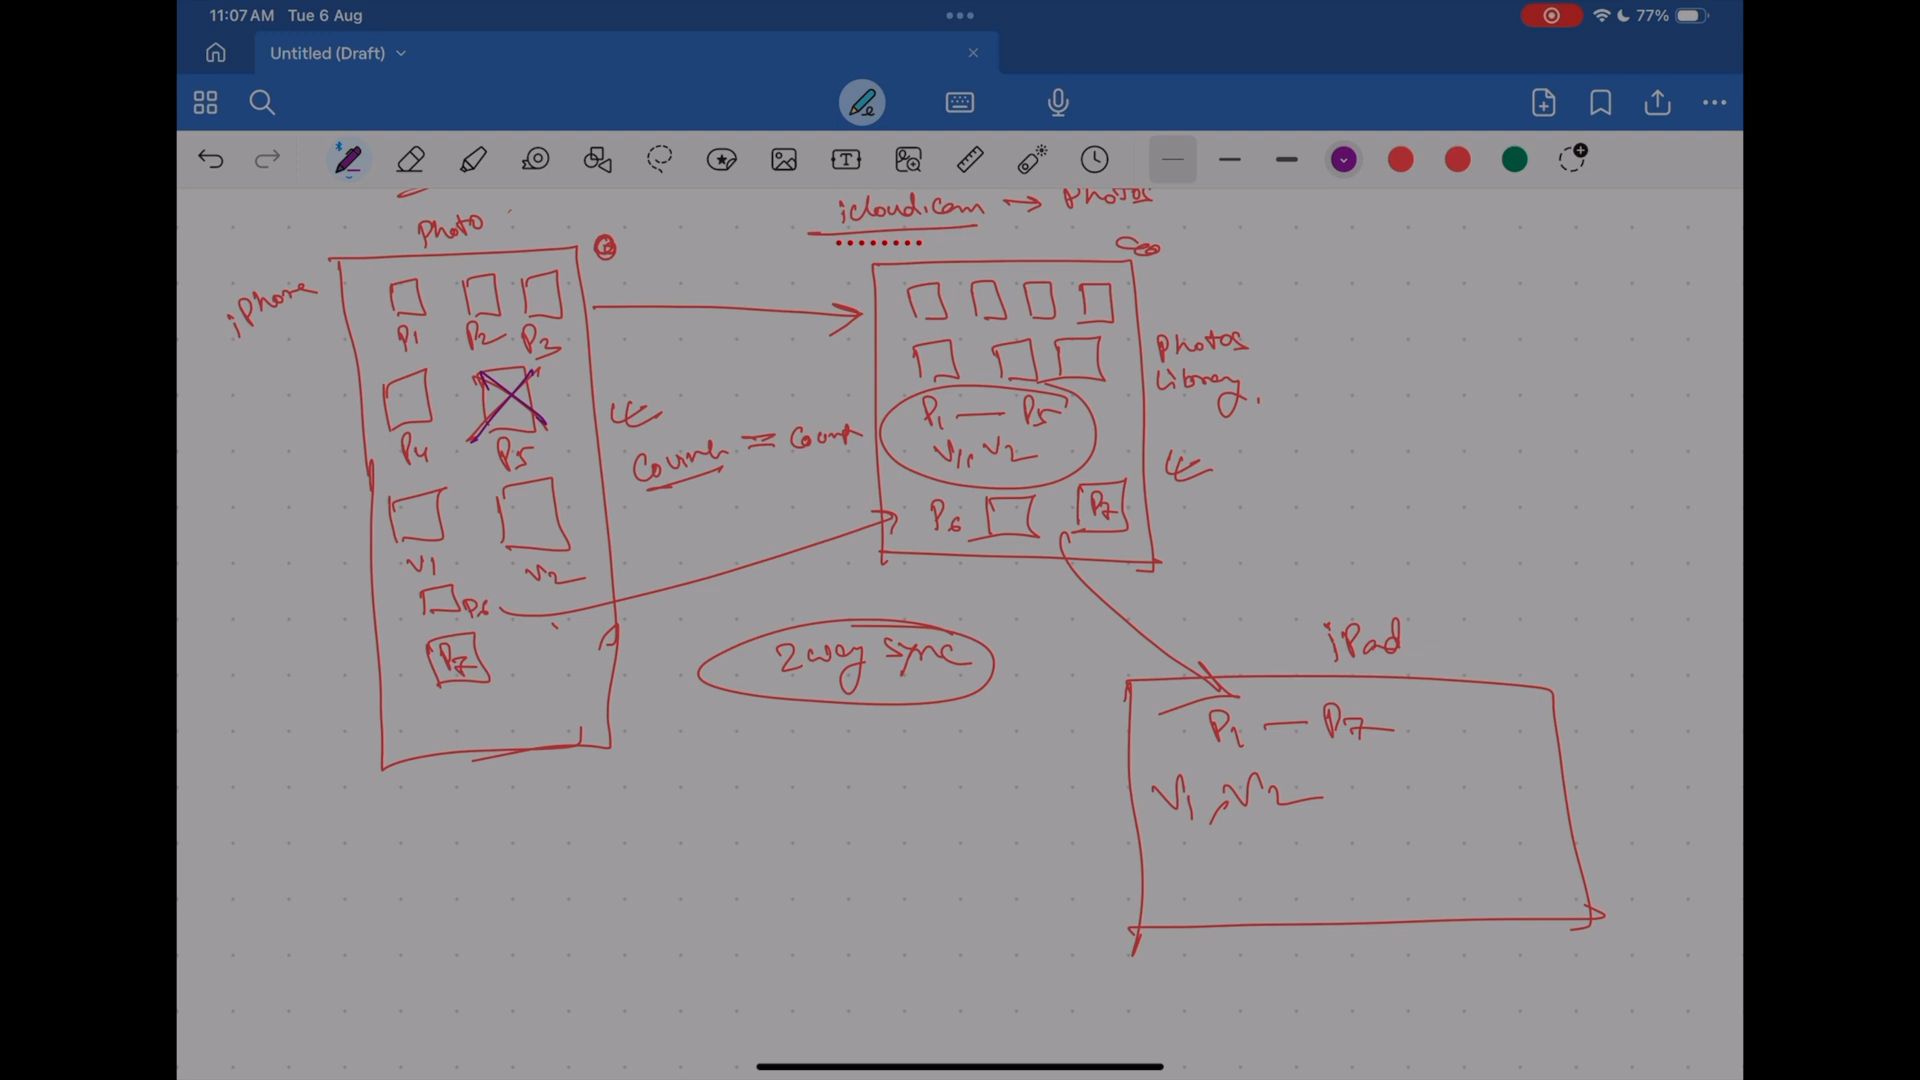 11:07 AM Tue 6 Aug
77%
Untitled (Draft)
icloud.com → Photos
Photo
iPhone
P1 P2 P3
P4 P5
V1 V2
P6
P7
Count = Count
Photos
Library.
P1 — P5
V1, V2
P6 P7
2 way sync
iPad
P1 — P7
V1, V2